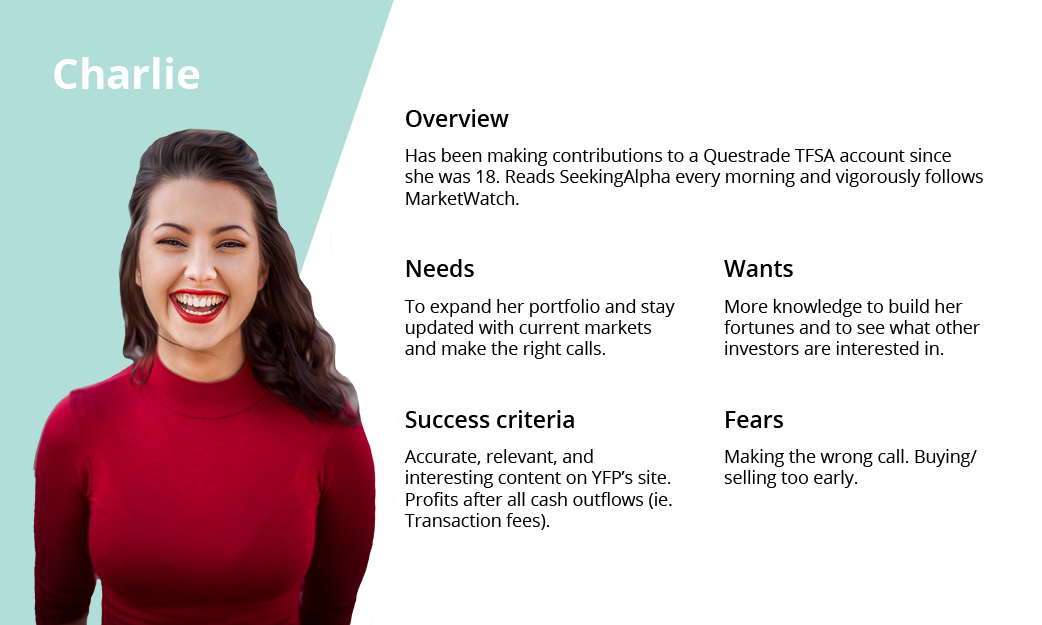 Charlie
Overview
Has been making contributions to a Questrade TFSA account since
she was 18. Reads SeekingAlpha every morning and vigorously follows
MarketWatch.
Needs
To expand her portfolio and stay
updated with current markets
and make the right calls.
Wants
More knowledge to build her
fortunes and to see what other
investors are interested in.
Success criteria
Accurate, relevant, and
interesting content on YFP’s site.
Profits after all cash outflows (ie.
Transaction fees).
Fears
Making the wrong call. Buying/
selling too early.